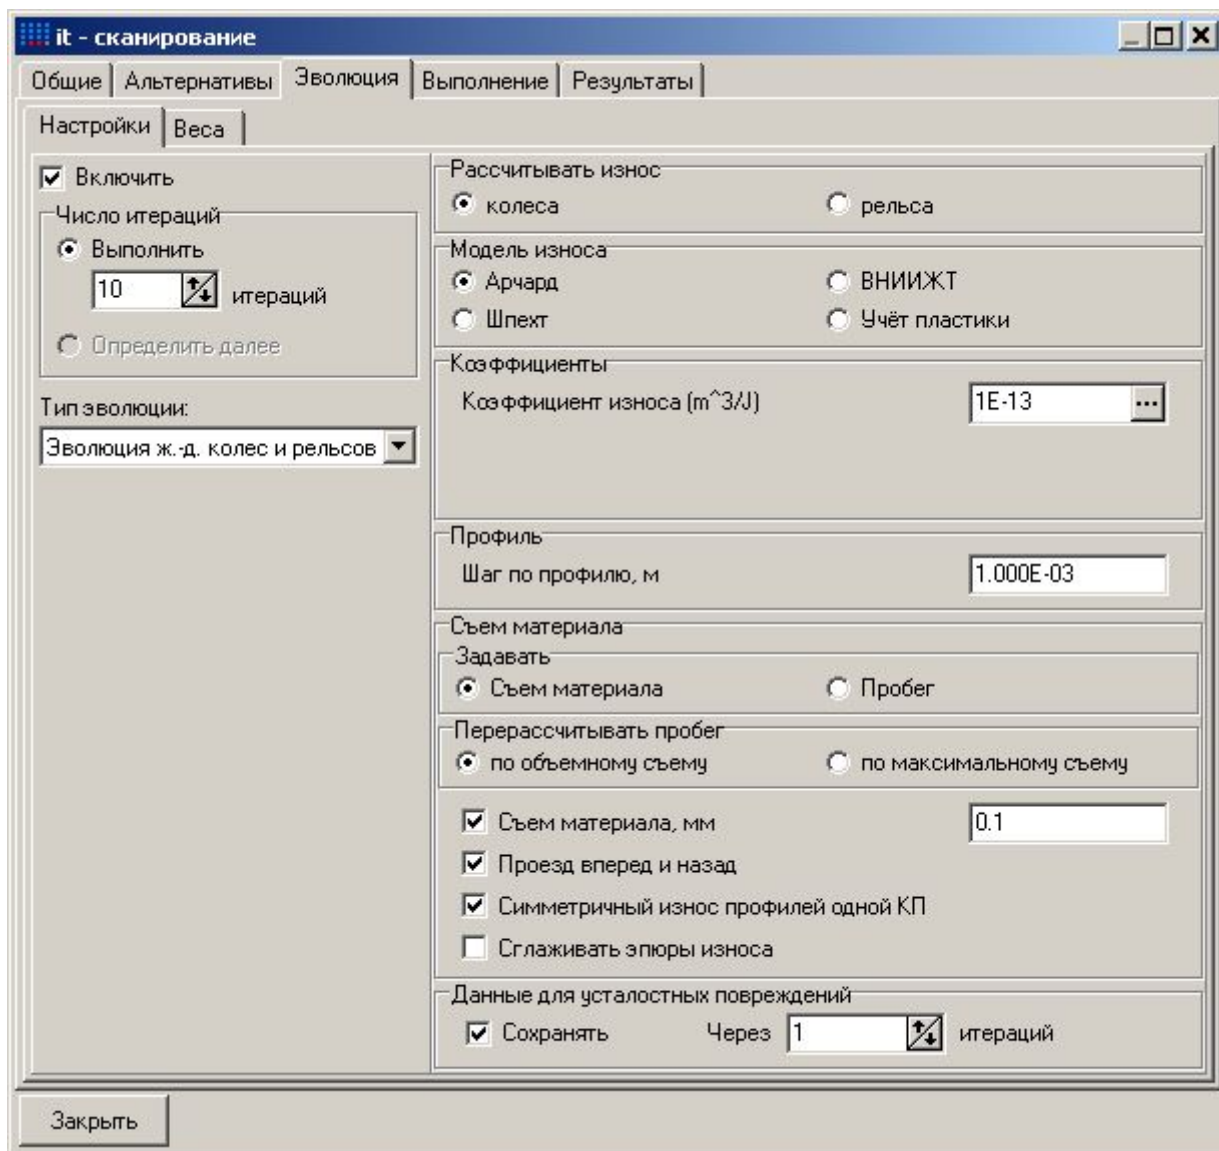 it - сканирование
Общие Альтернативы Эволюция Выполнение Результаты
Настройки Веса
Включить
Число итераций
Выполнить
10 итераций
Определить далее
Тип эволюции:
Эволюция ж.-д. колес и рельсов
Рассчитывать износ
колеса рельса
Модель износа
Арчард ВНИИЖТ
Шпехт Учёт пластики
Коэффициенты
Коэффициент износа (m^3/J) 1E-13 ...
Профиль
Шаг по профилю, м 1.000E-03
Съем материала
Задавать
Съем материала Пробег
Перерассчитывать пробег
по объемному съему по максимальному съему
Съем материала, мм 0.1
Проезд вперед и назад
Симметричный износ профилей одной КП
Сглаживать эпюры износа
Данные для усталостных повреждений
Сохранять Через 1 итераций
Закрыть